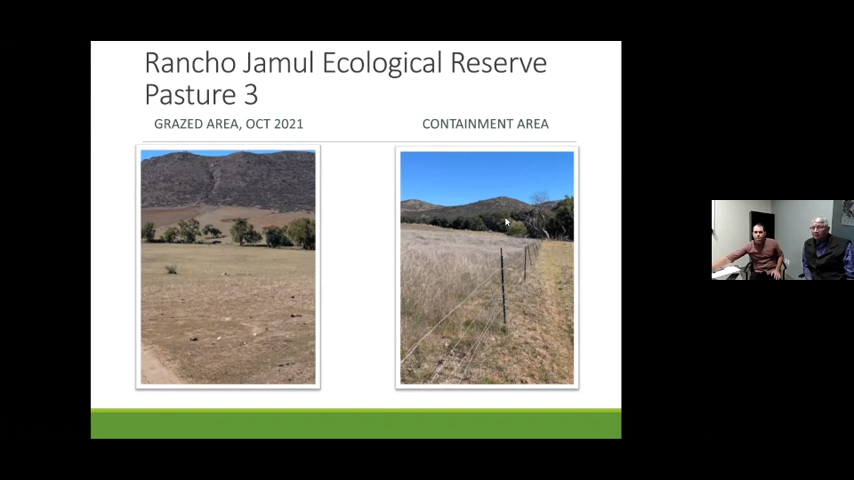 Rancho Jamul Ecological Reserve
Pasture 3
GRAZED AREA, OCT 2021
CONTAINMENT AREA